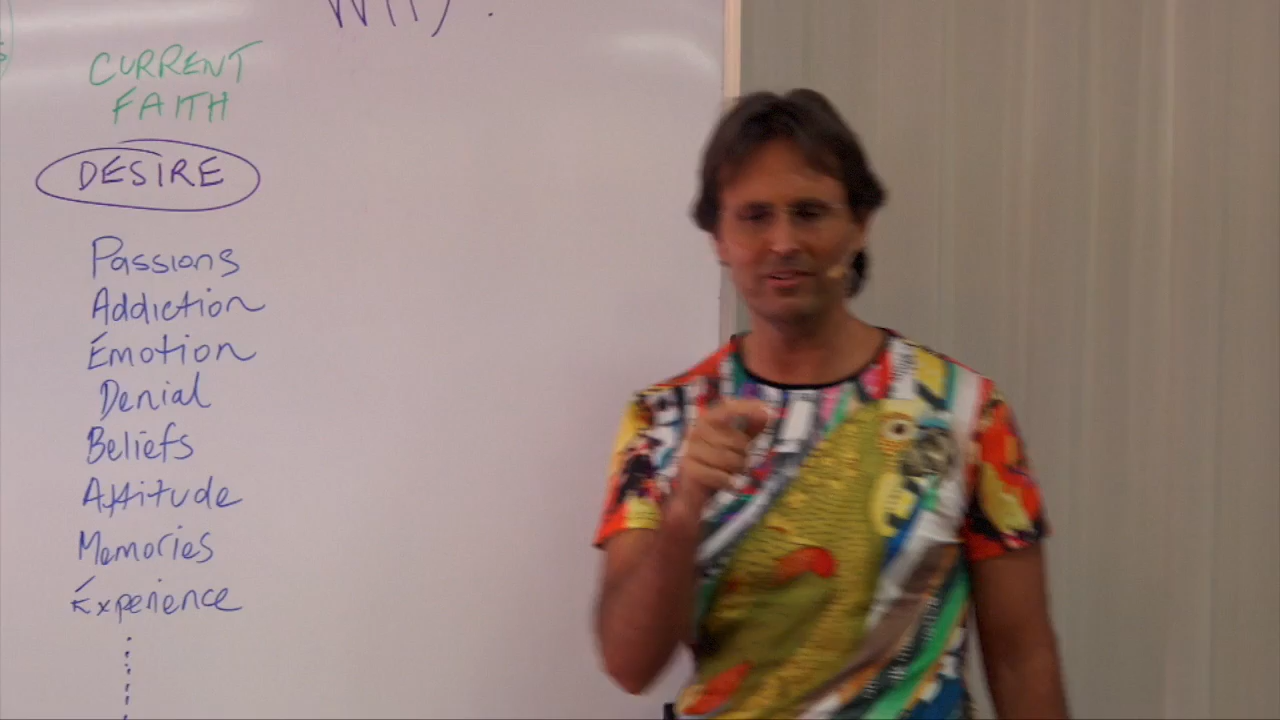 CURRENT
FAITH
DESIRE
Passions
Addiction
Emotion
Denial
Beliefs
Attitude
Memories
Experience